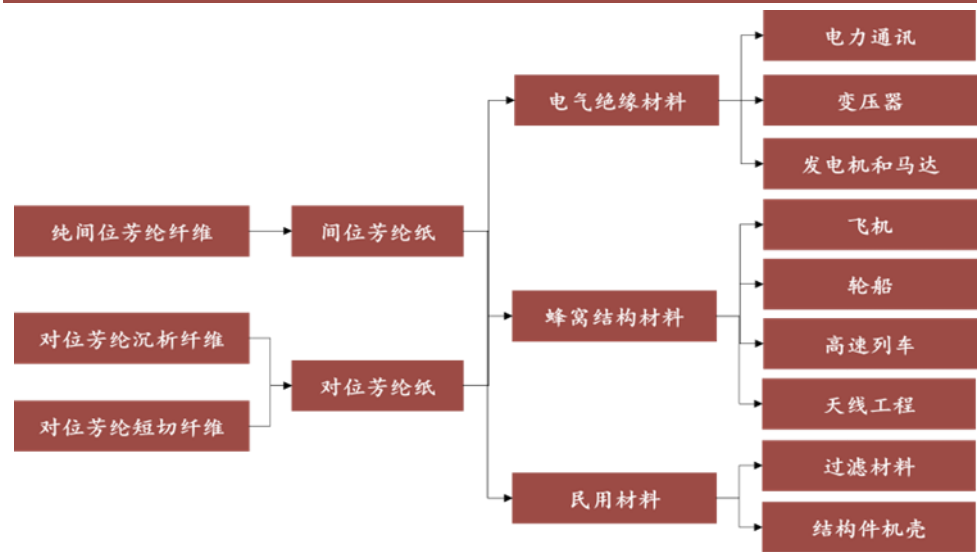 纯间位芳纶纤维
对位芳纶沉析纤维
对位芳纶短切纤维
间位芳纶纸
对位芳纶纸
电气绝缘材料
蜂窝结构材料
民用材料
电力通讯
变压器
发电机和马达
飞机
轮船
高速列车
天线工程
过滤材料
结构件机壳